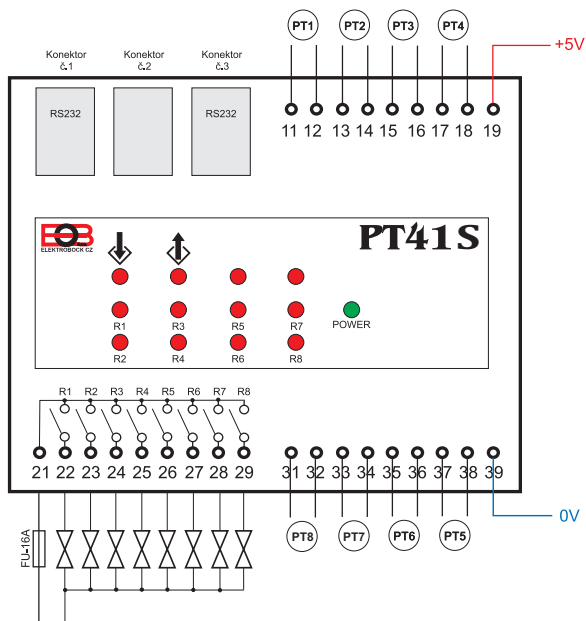 PT1 PT2 PT3 PT4
Konektor č.1
Konektor č.2
Konektor č.3
+5V
RS232
RS232
11 12 13 14 15 16 17 18 19
ELEKTROBOCK CZ
PT41S
R1 R3 R5 R7 POWER
R2 R4 R6 R8
R1 R2 R3 R4 R5 R6 R7 R8
21 22 23 24 25 26 27 28 29
31 32 33 34 35 36 37 38 39
0V
FU-16A
PT8 PT7 PT6 PT5